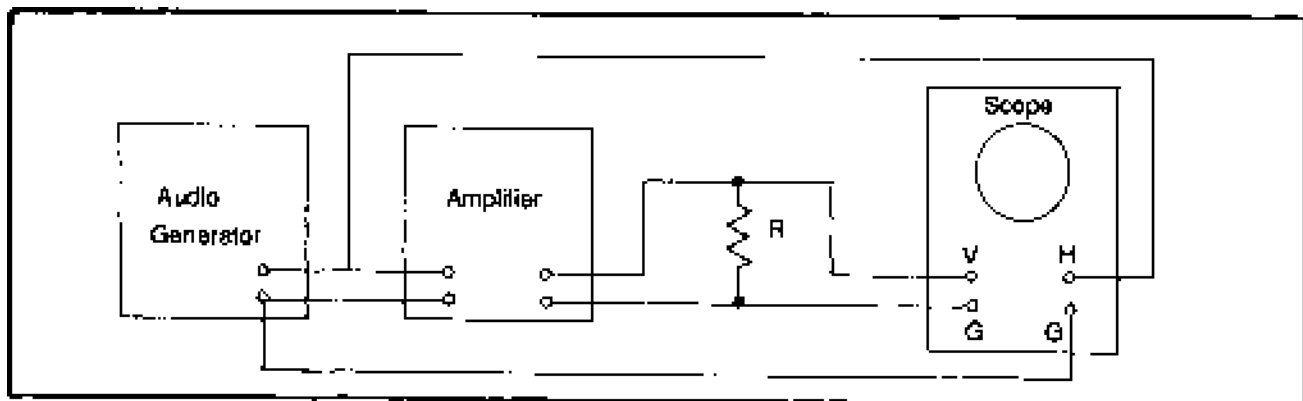 Scope
Audio
Generator
Amplifier
R
V H
G G